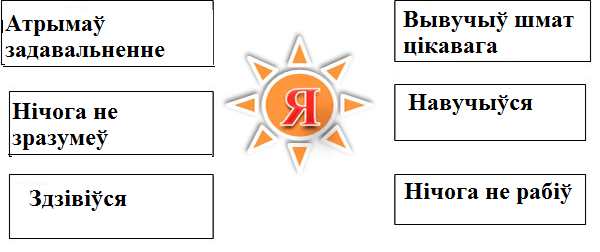 Атрымаў
задавальненне
Нічога не
зразумеў
Здзівіўся
Я
Вывучыў шмат
цікавага
Навучыўся
Нічога не рабіў